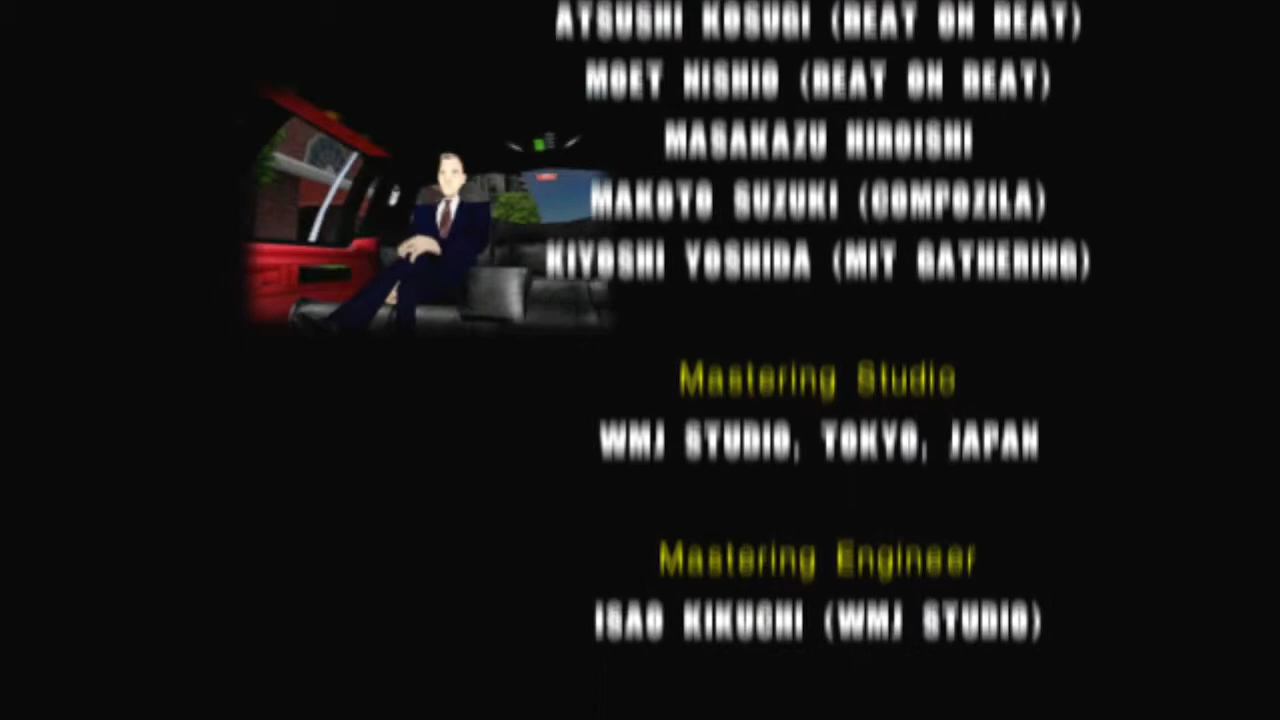 ATSUSHI KOSUGI (BEAT ON BEAT)
MOET NISHIO (BEAT ON BEAT)
MASAKAZU HIROISHI
MAKOTO SUZUKI (COMPOZILA)
KIYOSHI YOSHIDA (MIT GATHERING)
Mastering Studio
WMJ STUDIO, TOKYO, JAPAN
Mastering Engineer
ISAO KIKUCHI (WMJ STUDIO)